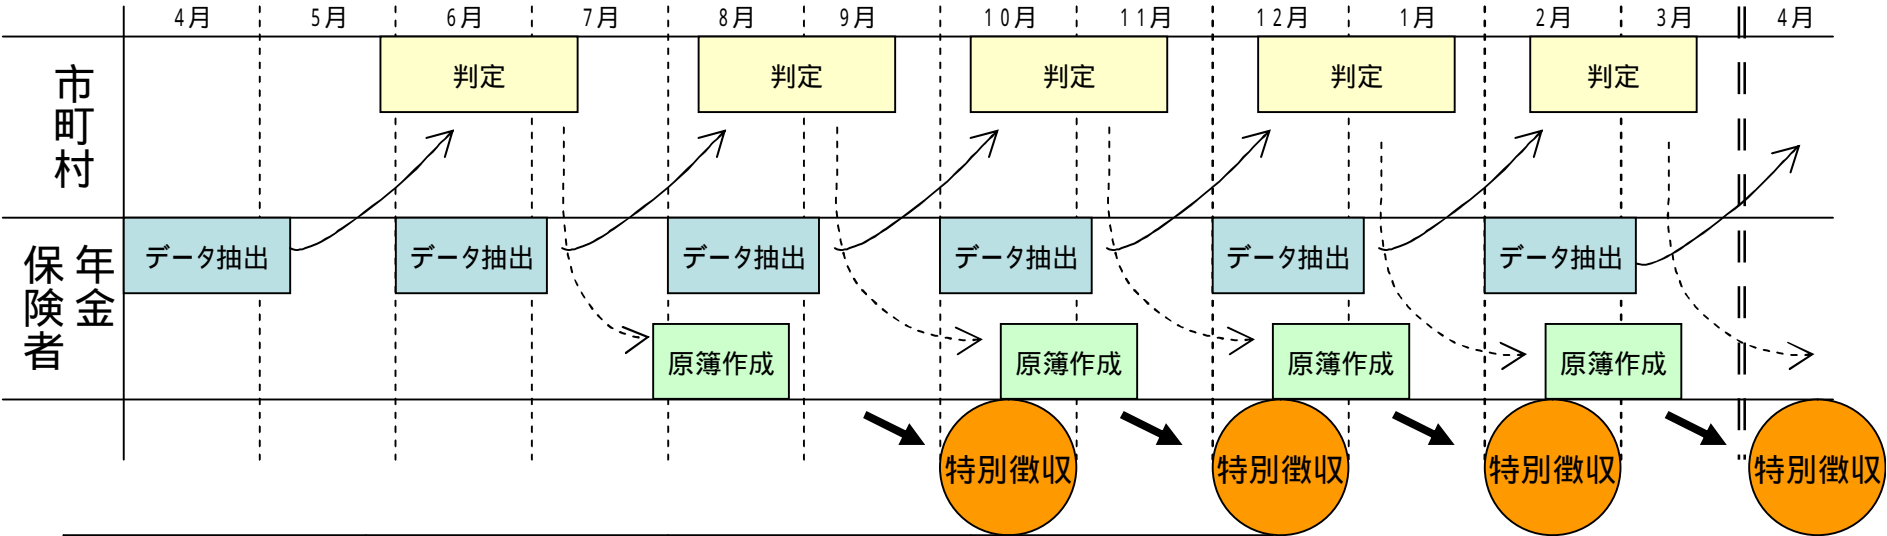 4月 5月 6月 7月 8月 9月 10月 11月 12月 1月 2月 3月 4月
市町村
判定 判定 判定 判定 判定
年金
保険者
データ抽出 データ抽出 データ抽出 データ抽出 データ抽出 データ抽出
原簿作成 原簿作成 原簿作成 原簿作成
特別徴収 特別徴収 特別徴収 特別徴収